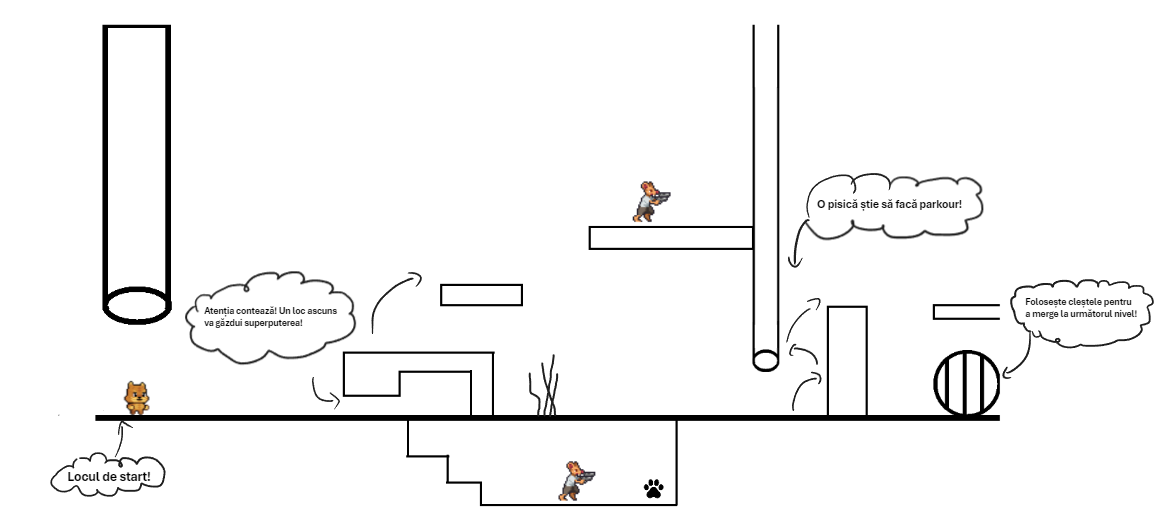 O pisică știe să facă parkour!
Atenția contează! Un loc ascuns
va găzdui superputerea!
Folosește cleștele pentru
a merge la următorul nivel!
Locul de start!